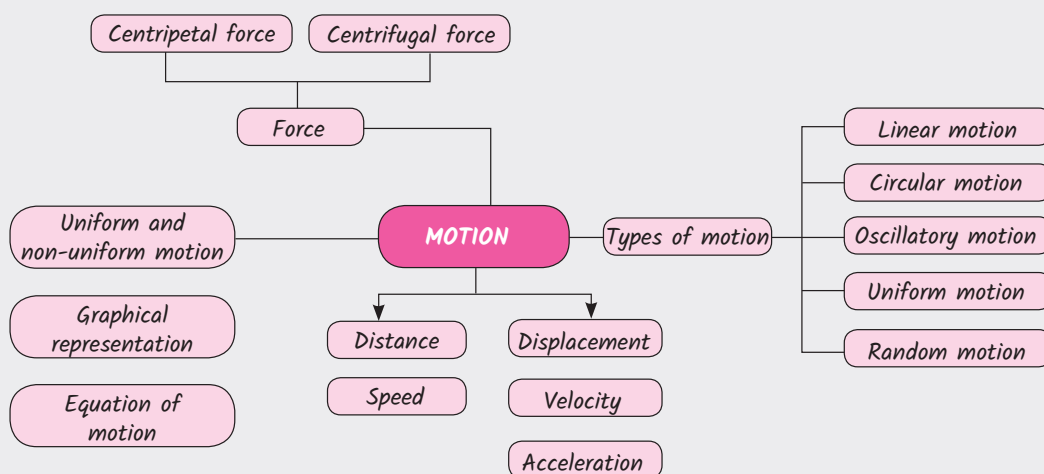 Centripetal force
Centrifugal force
Force
Linear motion
Circular motion
Uniform and
non-uniform motion
MOTION
Types of motion
Oscillatory motion
Uniform motion
Graphical
representation
Distance
Displacement
Random motion
Equation of
motion
Speed
Velocity
Acceleration